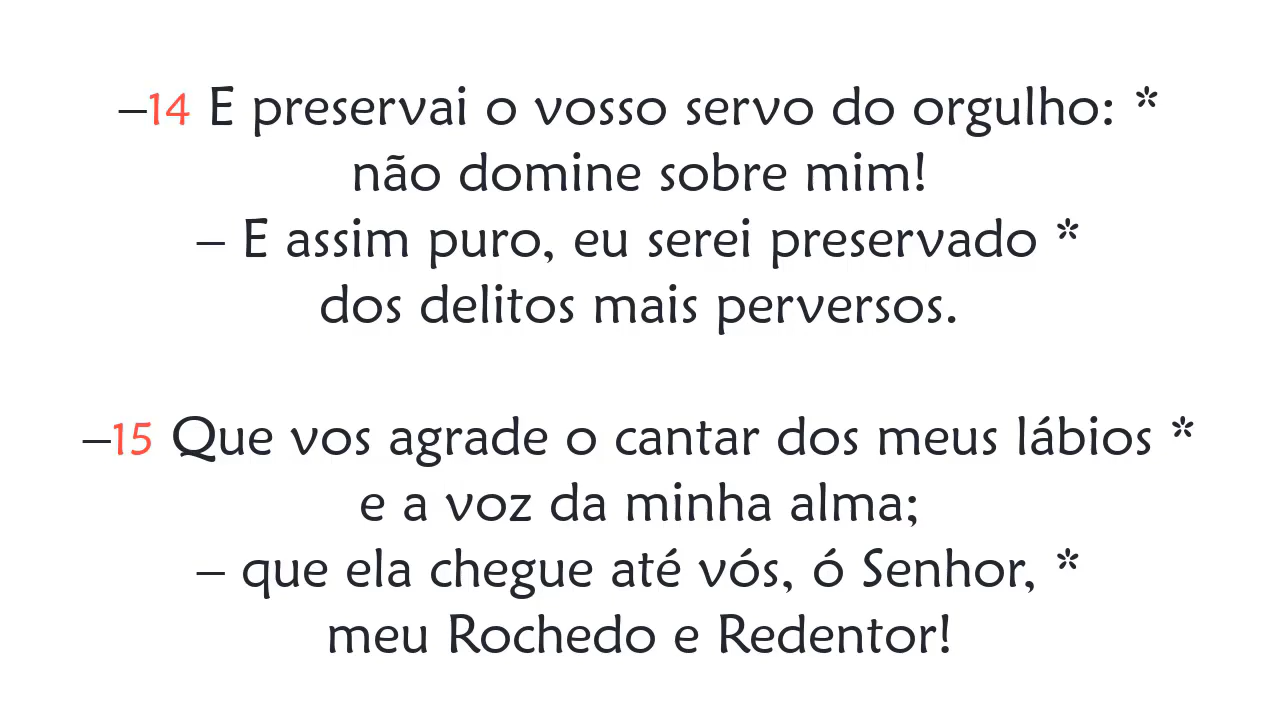 –14 E preservai o vosso servo do orgulho: *
não domine sobre mim!
– E assim puro, eu serei preservado *
dos delitos mais perversos.
–15 Que vos agrade o cantar dos meus lábios *
e a voz da minha alma;
– que ela chegue até vós, ó Senhor, *
meu Rochedo e Redentor!